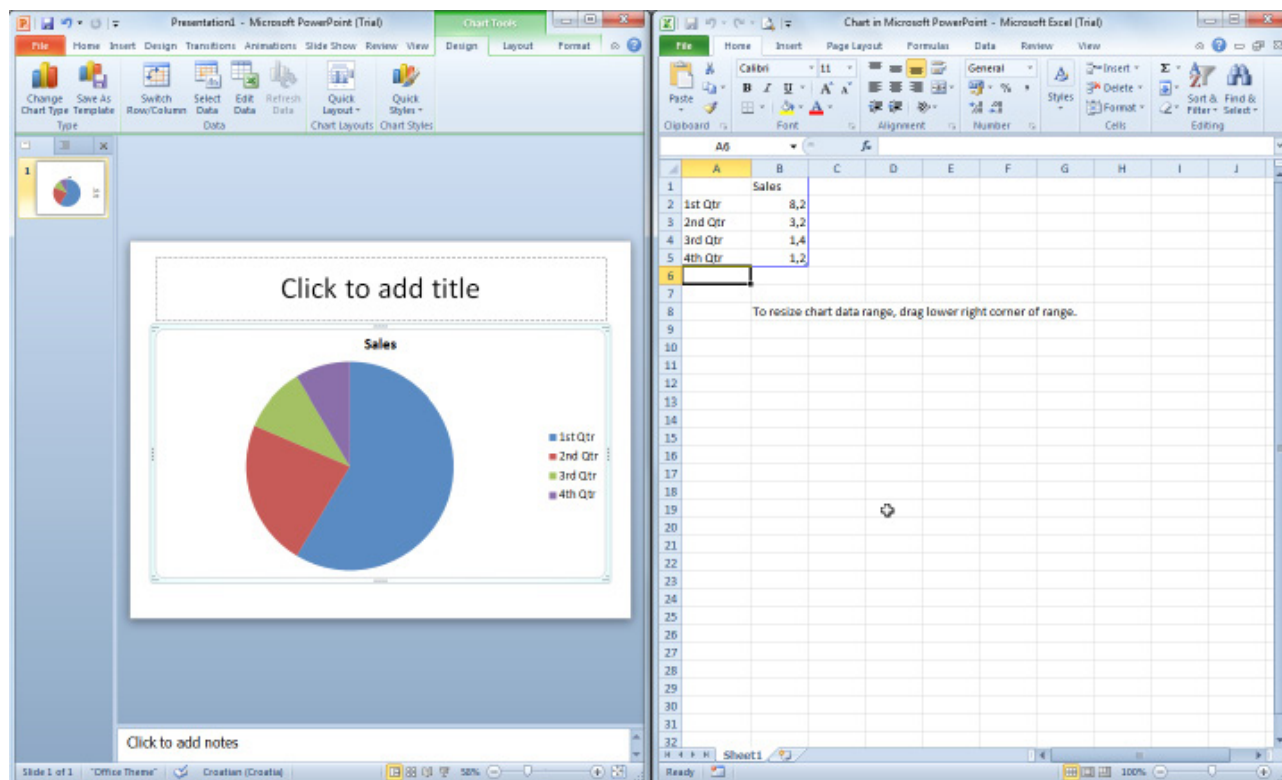 Presentation1 - Microsoft PowerPoint (Trial)
Chart Tools
File Home Insert Design Transitions Animations Slide Show Review View Design Layout Format
Change Chart Type
Save As Template
Switch Row/Column
Select Data
Edit Data
Refresh Data
Quick Layout
Quick Styles
Type Data Chart Layouts Chart Styles
1
Click to add title
Sales
1st Qtr
2nd Qtr
3rd Qtr
4th Qtr
Click to add notes
Slide 1 of 1 "Office Theme" Croatian (Croatia) 58%
Chart in Microsoft PowerPoint - Microsoft Excel (Trial)
File Home Insert Page Layout Formulas Data Review View
Paste
Calibri 11
B I U A A A
General
% ,
Styles
Insert
Delete
Format
Σ
Sort & Filter
Find & Select
Clipboard Font Alignment Number Cells Editing
A6 fx
A B C D E F G H I J
1 Sales
2 1st Qtr 8,2
3 2nd Qtr 3,2
4 3rd Qtr 1,4
5 4th Qtr 1,2
6
7
8 To resize chart data range, drag lower right corner of range.
9
10
11
12
13
14
15
16
17
18
19
20
21
22
23
24
25
26
27
28
29
30
31
32
Sheet1
Ready 100%